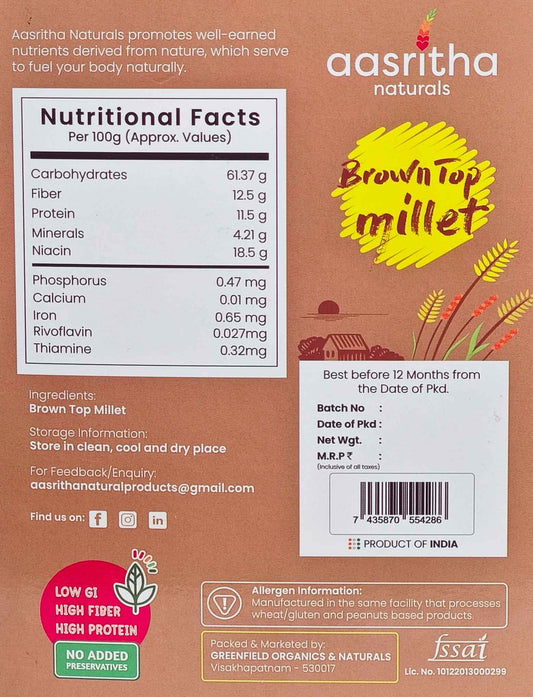 Aasritha Naturals promotes well-earned
nutrients derived from nature, which serve
to fuel your body naturally.
aasritha
naturals
Nutritional Facts
Per 100g (Approx. Values)
Carbohydrates 61.37 g
Fiber 12.5 g
Protein 11.5 g
Minerals 4.21 g
Niacin 18.5 g
Phosphorus 0.47 mg
Calcium 0.01 mg
Iron 0.65 mg
Rivoflavin 0.027mg
Thiamine 0.32mg
Brown Top
millet
Ingredients:
Brown Top Millet
Storage Information:
Store in clean, cool and dry place
For Feedback/Enquiry:
aasrithanaturalproducts@gmail.com
Find us on:
f
in
Best before 12 Months from
the Date of Pkd.
Batch No :
Date of Pkd :
Net Wgt. :
M.R.P ₹ :
(Inclusive of all taxes)
7 435870 554286
PRODUCT OF INDIA
LOW GI
HIGH FIBER
HIGH PROTEIN
NO ADDED
PRESERVATIVES
Allergen Information:
Manufactured in the same facility that processes
wheat/gluten and peanuts based products.
Packed & Marketed by:
GREENFIELD ORGANICS & NATURALS
Visakhapatnam - 530017
fssai
Lic. No. 10122013000299